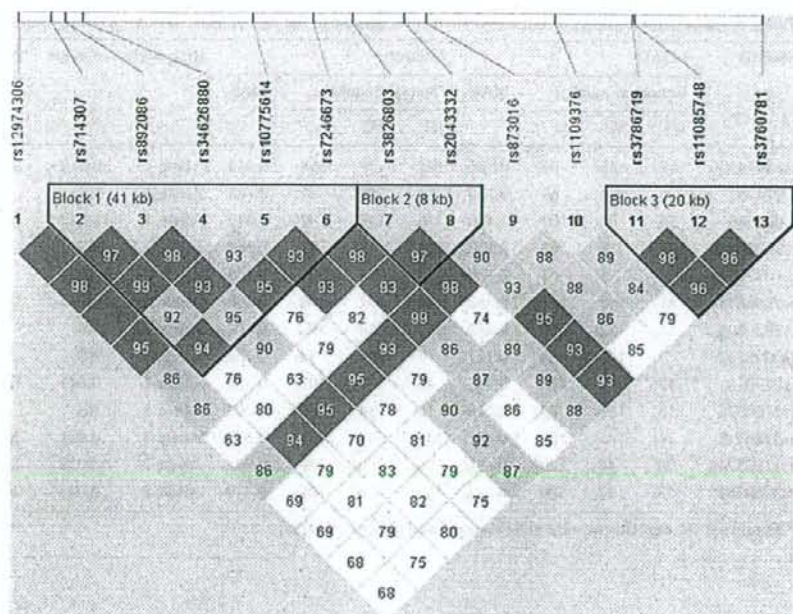 rs12974306
rs714307
rs892086
rs34626880
rs10775614
rs7246673
rs3826803
rs2043332
rs873016
rs1109376
rs3786719
rs11085748
rs3760781
Block 1 (41 kb) Block 2 (8 kb) Block 3 (20 kb)
1 2 3 4 5 6 7 8 9 10 11 12 13
97 98 93 93 98 97 90 88 89 98 96
98 99 93 95 93 93 98 93 88 84 96
92 95 76 82 99 74 95 86 79
95 94 90 79 93 86 89 93 85
86 76 63 95 79 87 89 93
86 80 95 78 90 86 88
63 94 70 81 92 85
86 79 83 79 87
69 81 82 75
69 79 80
68 75
68